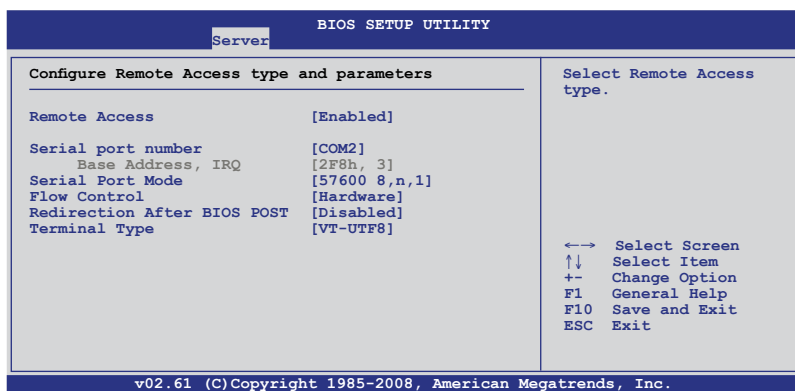 BIOS SETUP UTILITY
Server
Configure Remote Access type and parameters
Remote Access [Enabled]
Serial port number [COM2]
Base Address, IRQ [2F8h, 3]
Serial Port Mode [57600 8,n,1]
Flow Control [Hardware]
Redirection After BIOS POST [Disabled]
Terminal Type [VT-UTF8]
Select Remote Access
type.
←→ Select Screen
↑↓ Select Item
+- Change Option
F1 General Help
F10 Save and Exit
ESC Exit
v02.61 (C)Copyright 1985-2008, American Megatrends, Inc.